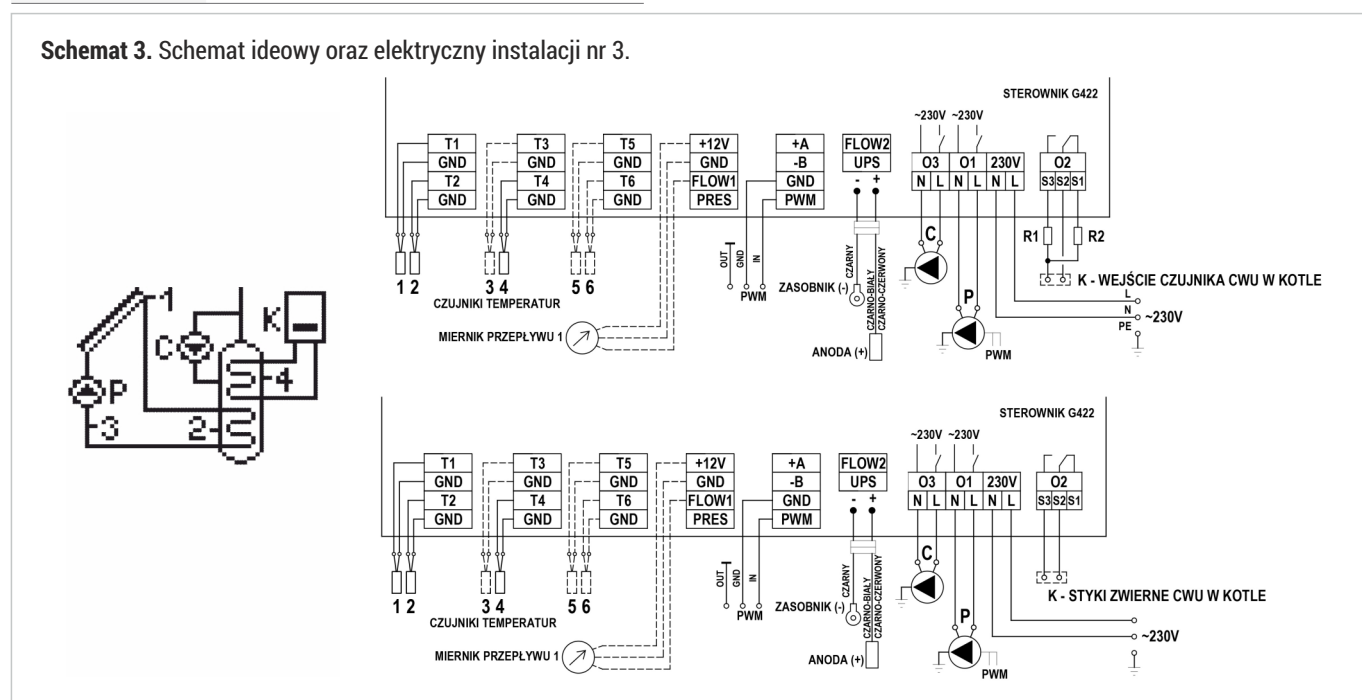 Schemat 3. Schemat ideowy oraz elektryczny instalacji nr 3.
STEROWNIK G422
~230V ~230V
T1 T3 T5 +12V +A FLOW2
GND GND GND GND -B UPS O3 O1 230V O2
T2 T4 T6 FLOW1 GND - + N L N L N L S3 S2 S1
GND GND GND PRES PWM
C
R1 R2
OUT GND IN
PWM
CZARNY
CZARNO-BIAŁY
CZARNO-CZERWONY
1 2 3 4 5 6
CZUJNIKI TEMPERATUR
ZASOBNIK (-)
K - WEJŚCIE CZUJNIKA CWU W KOTLE
P
L
N
PE
~230V
MIERNIK PRZEPŁYWU 1
ANODA (+)
PWM
1
K
C
4
P
3
2
STEROWNIK G422
~230V ~230V
T1 T3 T5 +12V +A FLOW2
GND GND GND GND -B UPS O3 O1 230V O2
T2 T4 T6 FLOW1 GND - + N L N L N L S3 S2 S1
GND GND GND PRES PWM
C
OUT GND IN
PWM
CZARNY
CZARNO-BIAŁY
CZARNO-CZERWONY
1 2 3 4 5 6
CZUJNIKI TEMPERATUR
ZASOBNIK (-)
K - STYKI ZWIERNE CWU W KOTLE
P
~230V
MIERNIK PRZEPŁYWU 1
ANODA (+)
PWM